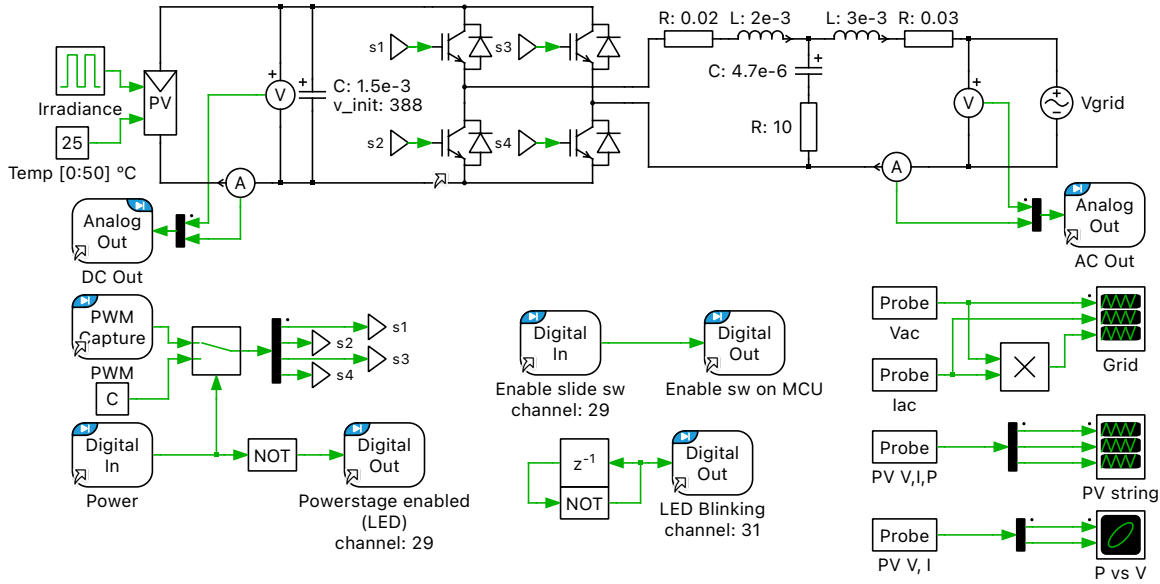 Irradiance
25
Temp [0:50] ºC
PV
V
+
+
C: 1.5e-3
v_init: 388
A
s1
s3
s2
s4
R: 0.02
L: 2e-3
L: 3e-3
R: 0.03
C: 4.7e-6
+
R: 10
+
V
+
−
Vgrid
A
Analog
Out
DC Out
Analog
Out
AC Out
PWM
Capture
PWM
C
s1
s2
s3
s4
Digital
In
Power
NOT
Digital
Out
Powerstage enabled
(LED)
channel: 29
Digital
In
Enable slide sw
channel: 29
Digital
Out
Enable sw on MCU
z-1
NOT
Digital
Out
LED Blinking
channel: 31
Probe
Vac
Probe
Iac
×
Grid
Probe
PV V,I,P
PV string
Probe
PV V, I
P vs V